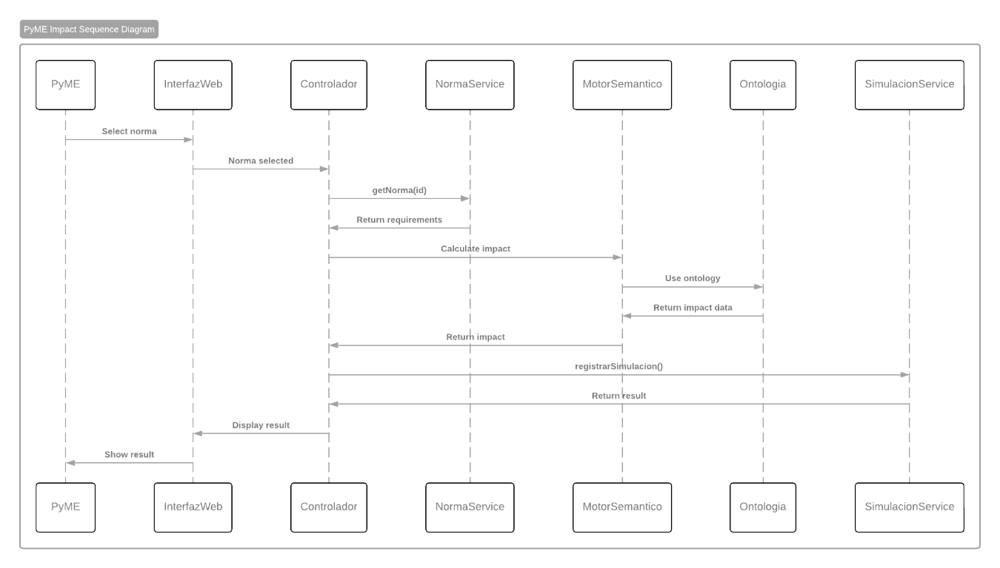 PyME Impact Sequence Diagram
PyME
InterfazWeb
Controlador
NormaService
MotorSemantico
Ontologia
SimulacionService
Select norma
Norma selected
getNorma(id)
Return requirements
Calculate impact
Use ontology
Return impact data
Return impact
registrarSimulacion()
Return result
Display result
Show result
PyME
InterfazWeb
Controlador
NormaService
MotorSemantico
Ontologia
SimulacionService